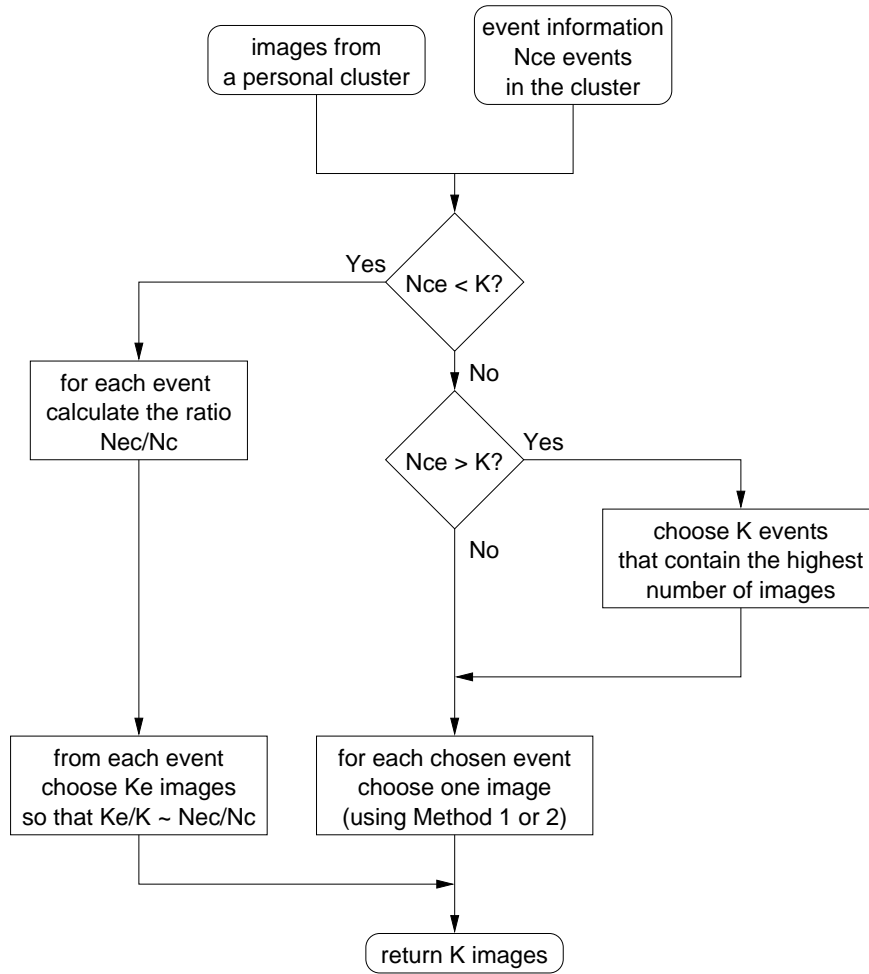 images from
a personal cluster
event information
Nce events
in the cluster
Yes
Nce < K?
No
for each event
calculate the ratio
Nec/Nc
Nce > K?
Yes
No
choose K events
that contain the highest
number of images
from each event
choose Ke images
so that Ke/K ~ Nec/Nc
for each chosen event
choose one image
(using Method 1 or 2)
return K images